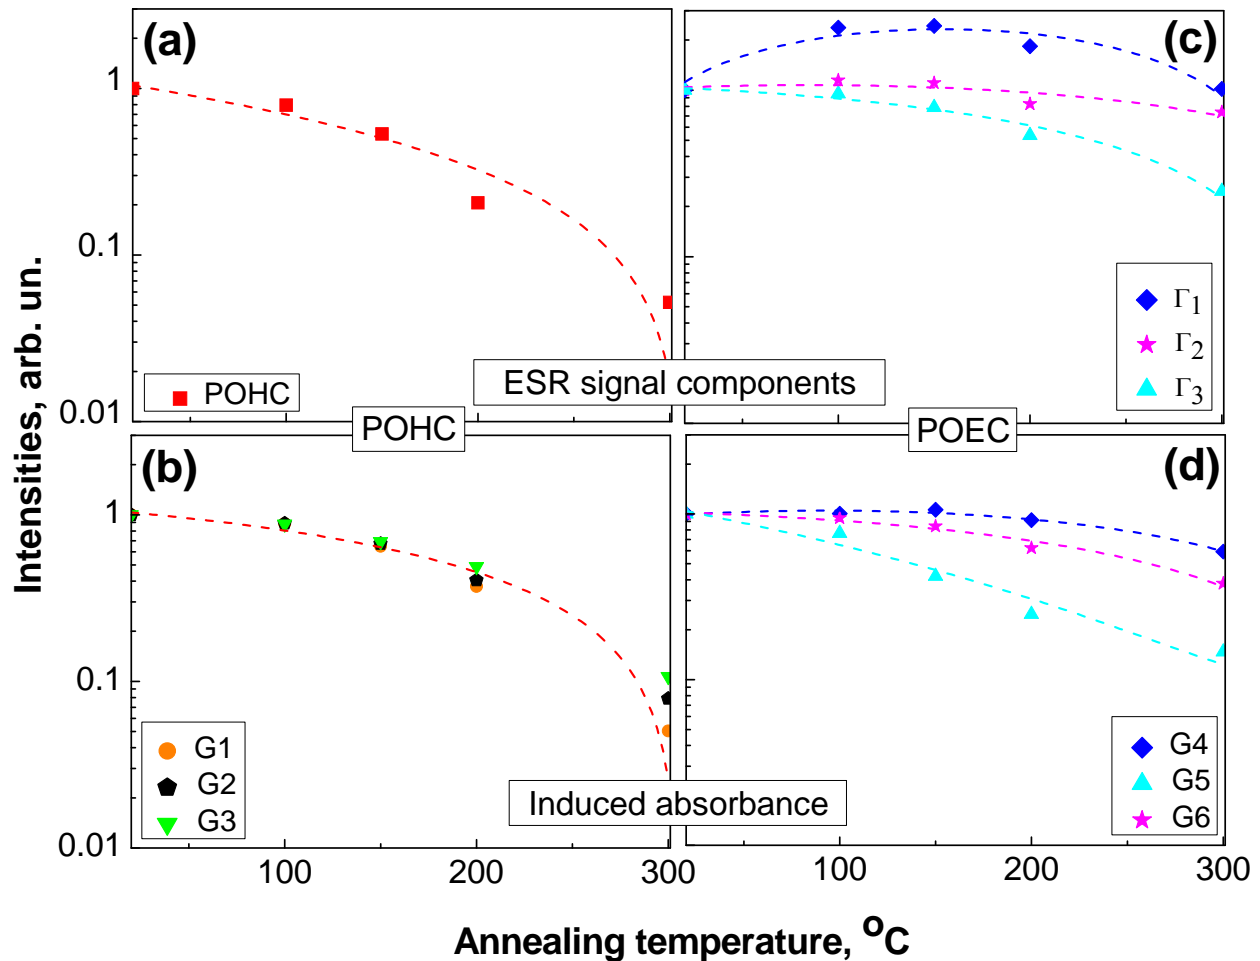 (a)
(c)
1
0.1
0.01
POHC
Γ1
Γ2
Γ3
ESR signal components
POHC
POEC
(b)
(d)
1
0.1
0.01
G1
G2
G3
G4
G5
G6
Induced absorbance
100
200
300
100
200
300
Intensities, arb. un.
Annealing temperature, °C